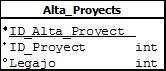 Alta_Proyects
ID_Alta_Proyect
ID_Proyect int
Legajo int